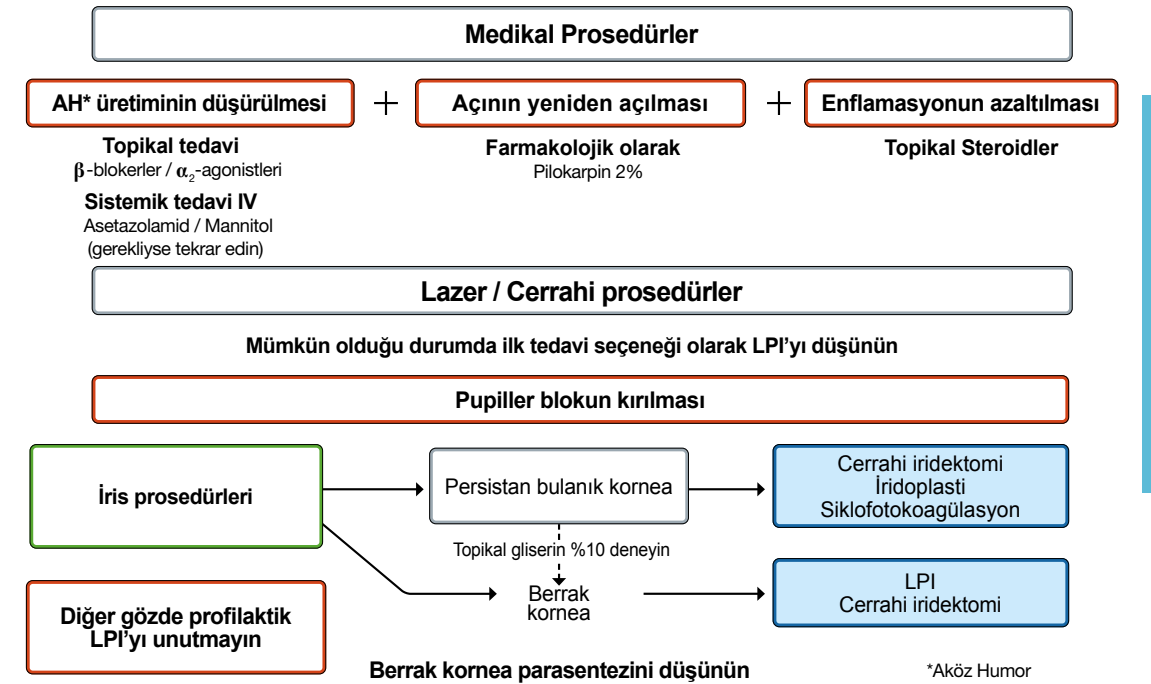 Medikal Prosedürler
AH* üretiminin düşürülmesi
+
Açının yeniden açılması
+
Enflamasyonun azaltılması
Topikal tedavi
β-blokerler / α₂-agonistleri
Sistemik tedavi IV
Asetazolamid / Mannitol
(gerekliyse tekrar edin)
Farmakolojik olarak
Pilokarpin 2%
Topikal Steroidler
Lazer / Cerrahi prosedürler
Mümkün olduğu durumda ilk tedavi seçeneği olarak LPI’yı düşünün
Pupiller blokun kırılması
İris prosedürleri
Persistan bulanık kornea
Cerrahi iridektomi
İridoplasti
Siklofotokoagülasyon
Topikal gliserin %10 deneyin
Berrak
kornea
LPI
Cerrahi iridektomi
Diğer gözde profilaktik
LPI’yı unutmayın
Berrak kornea parasentezini düşünün
*Aköz Humor